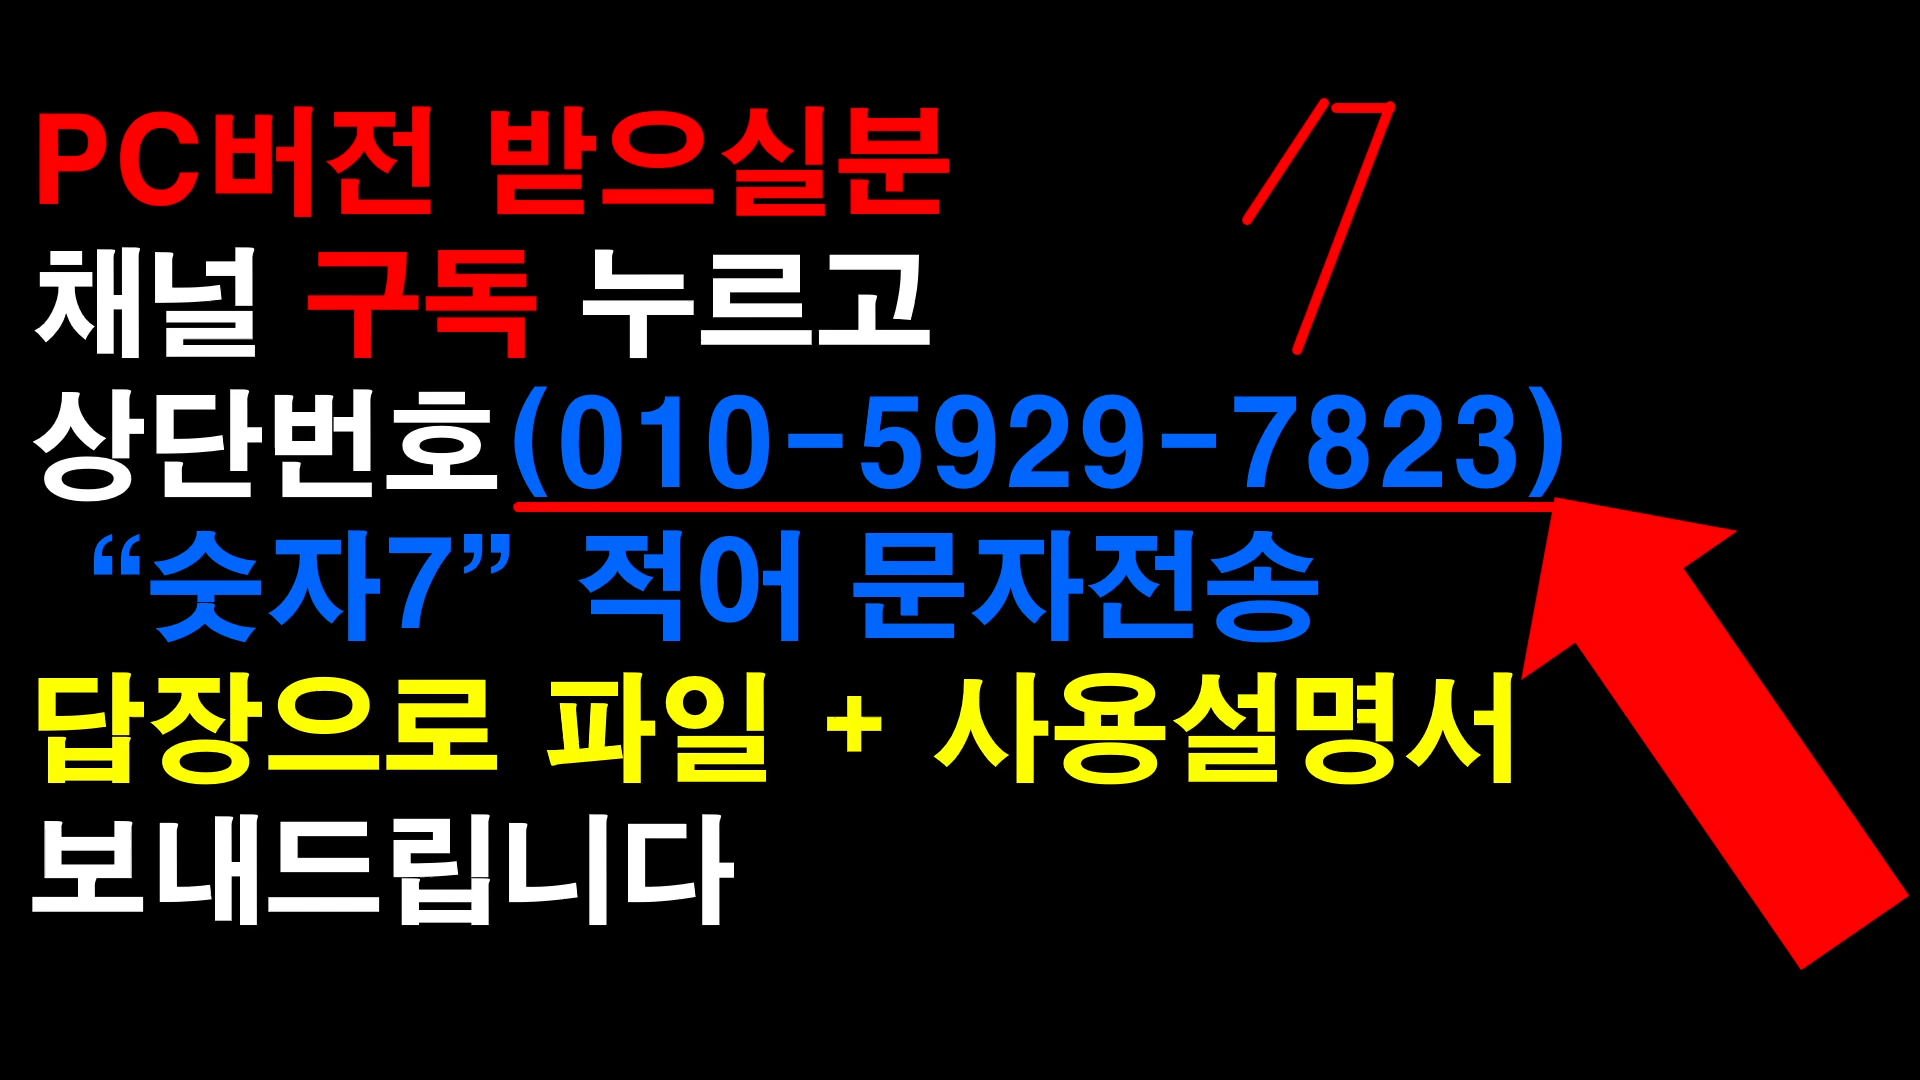 PC버전 받으실분
채널 구독 누르고
상단번호(010-5929-7823)
“숫자7” 적어 문자전송
답장으로 파일 + 사용설명서
보내드립니다
7